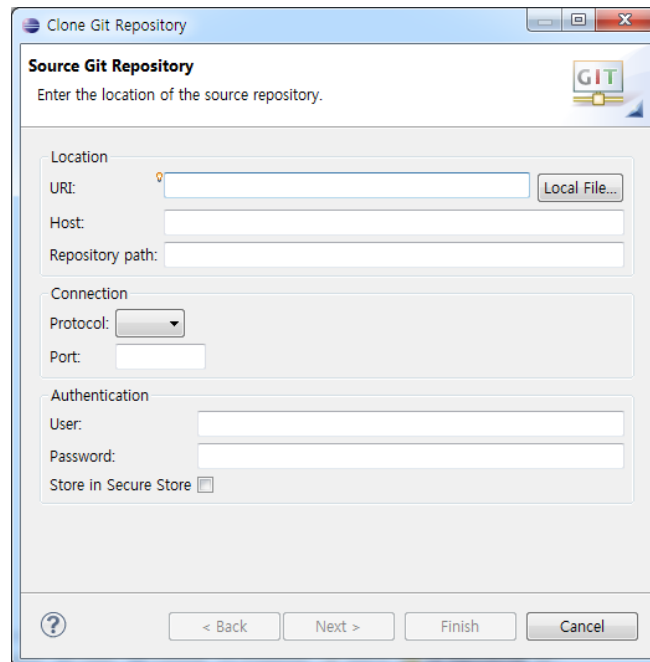 Clone Git Repository
Source Git Repository
Enter the location of the source repository.
GIT
Location
URI:
Local File...
Host:
Repository path:
Connection
Protocol:
Port:
Authentication
User:
Password:
Store in Secure Store
?
< Back
Next >
Finish
Cancel